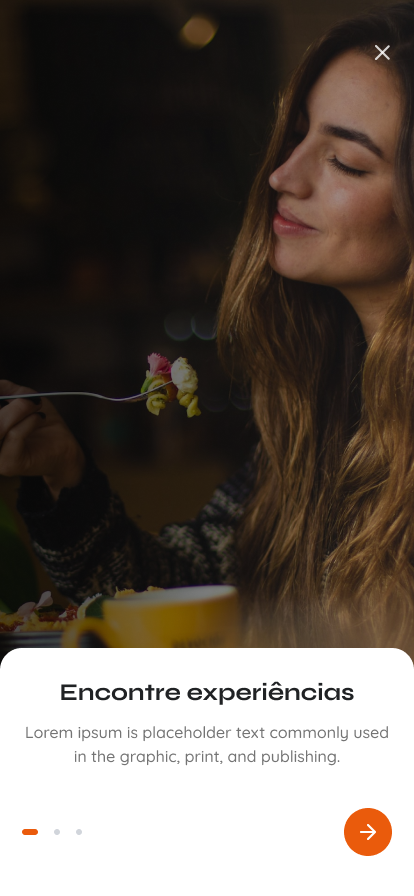 Encontre experiências
Lorem ipsum is placeholder text commonly used
in the graphic, print, and publishing.